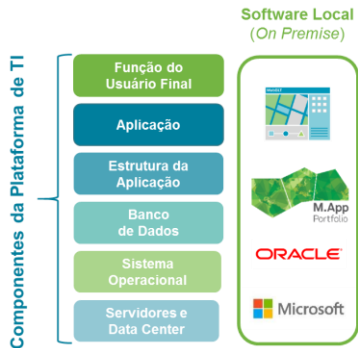 Software Local
(On Premise)
Componentes da Plataforma de TI
Função do
Usuário Final
Aplicação
Estrutura da
Aplicação
Banco
de Dados
Sistema
Operacional
Servidores e
Data Center
M.App
Portfolio
ORACLE
Microsoft